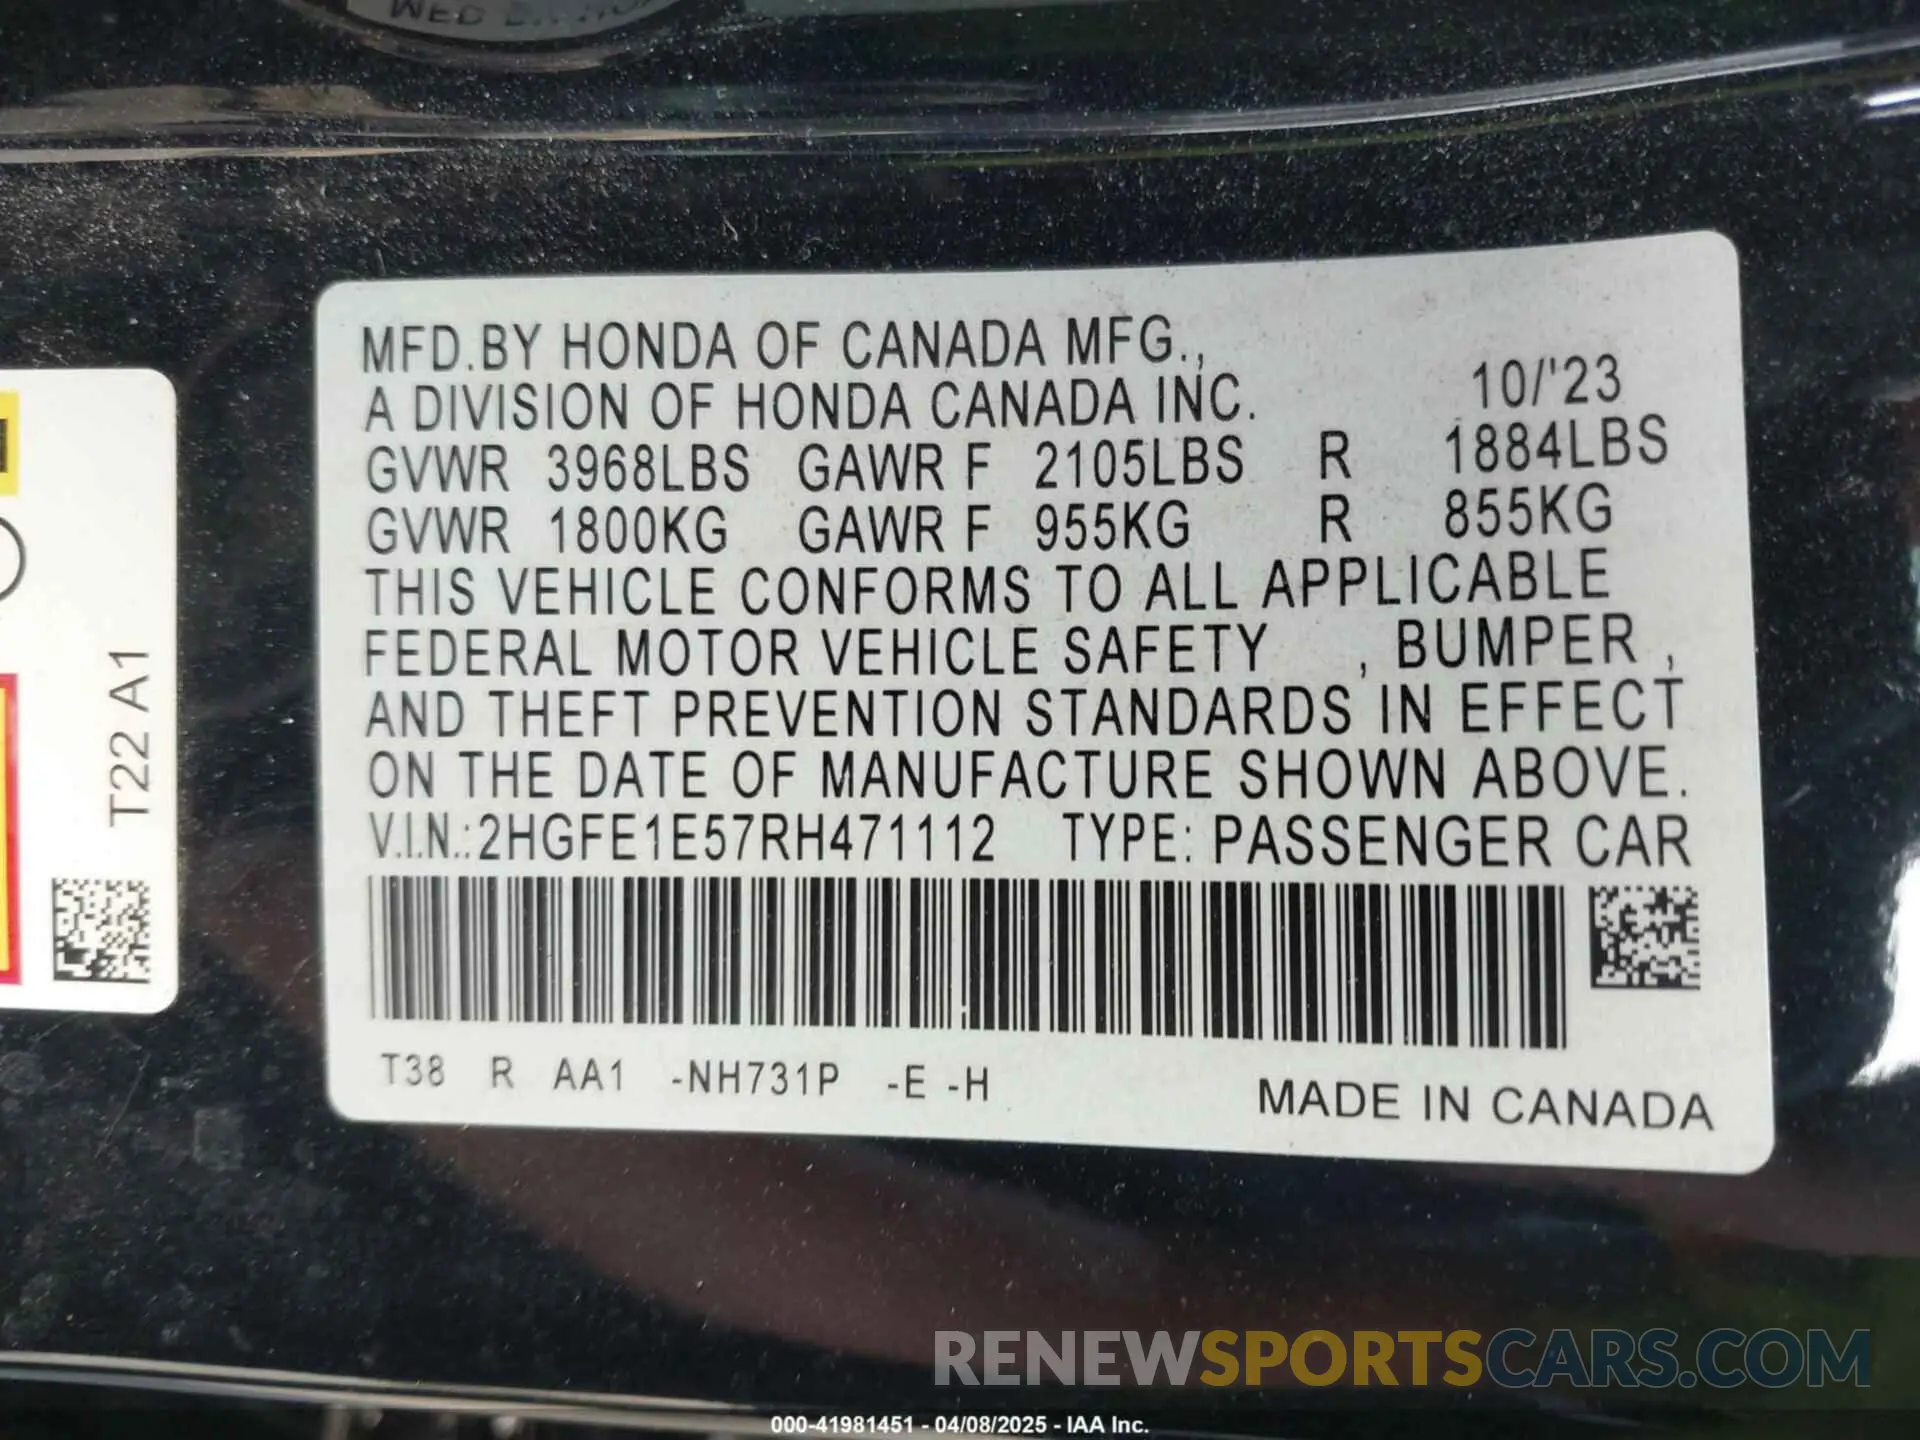 MFD.BY HONDA OF CANADA MFG.,
A DIVISION OF HONDA CANADA INC. 10/'23
GVWR 3968LBS GAWR F 2105LBS R 1884LBS
GVWR 1800KG GAWR F 955KG R 855KG
THIS VEHICLE CONFORMS TO ALL APPLICABLE
FEDERAL MOTOR VEHICLE SAFETY , BUMPER ,
AND THEFT PREVENTION STANDARDS IN EFFECT
ON THE DATE OF MANUFACTURE SHOWN ABOVE.
V.I.N.: 2HGFE1E57RH471112 TYPE: PASSENGER CAR
T38 R AA1 -NH731P -E -H
MADE IN CANADA
T22 A1
RENEWSPORTSCARS.COM
000-41981451 - 04/08/2025 - IAA Inc.